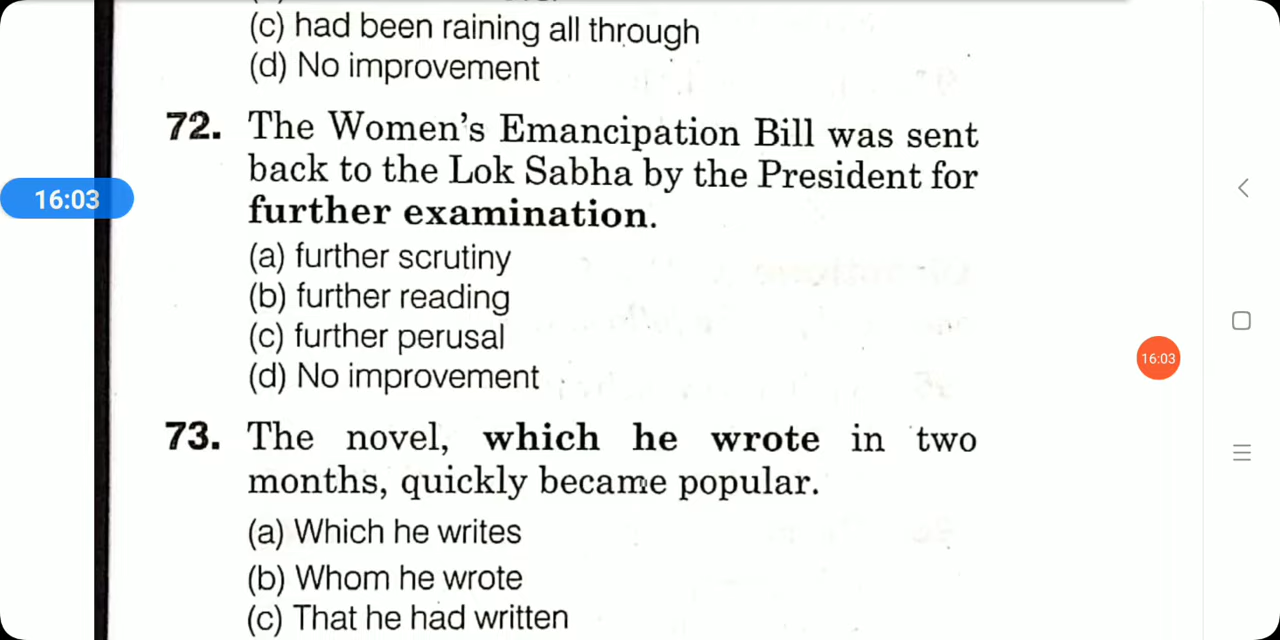 (c) had been raining all through
(d) No improvement
72. The Women's Emancipation Bill was sent
back to the Lok Sabha by the President for
further examination.
16:03
(a) further scrutiny
(b) further reading
(c) further perusal
(d) No improvement
16:03
73. The novel, which he wrote in two
months, quickly became popular.
(a) Which he writes
(b) Whom he wrote
(c) That he had written